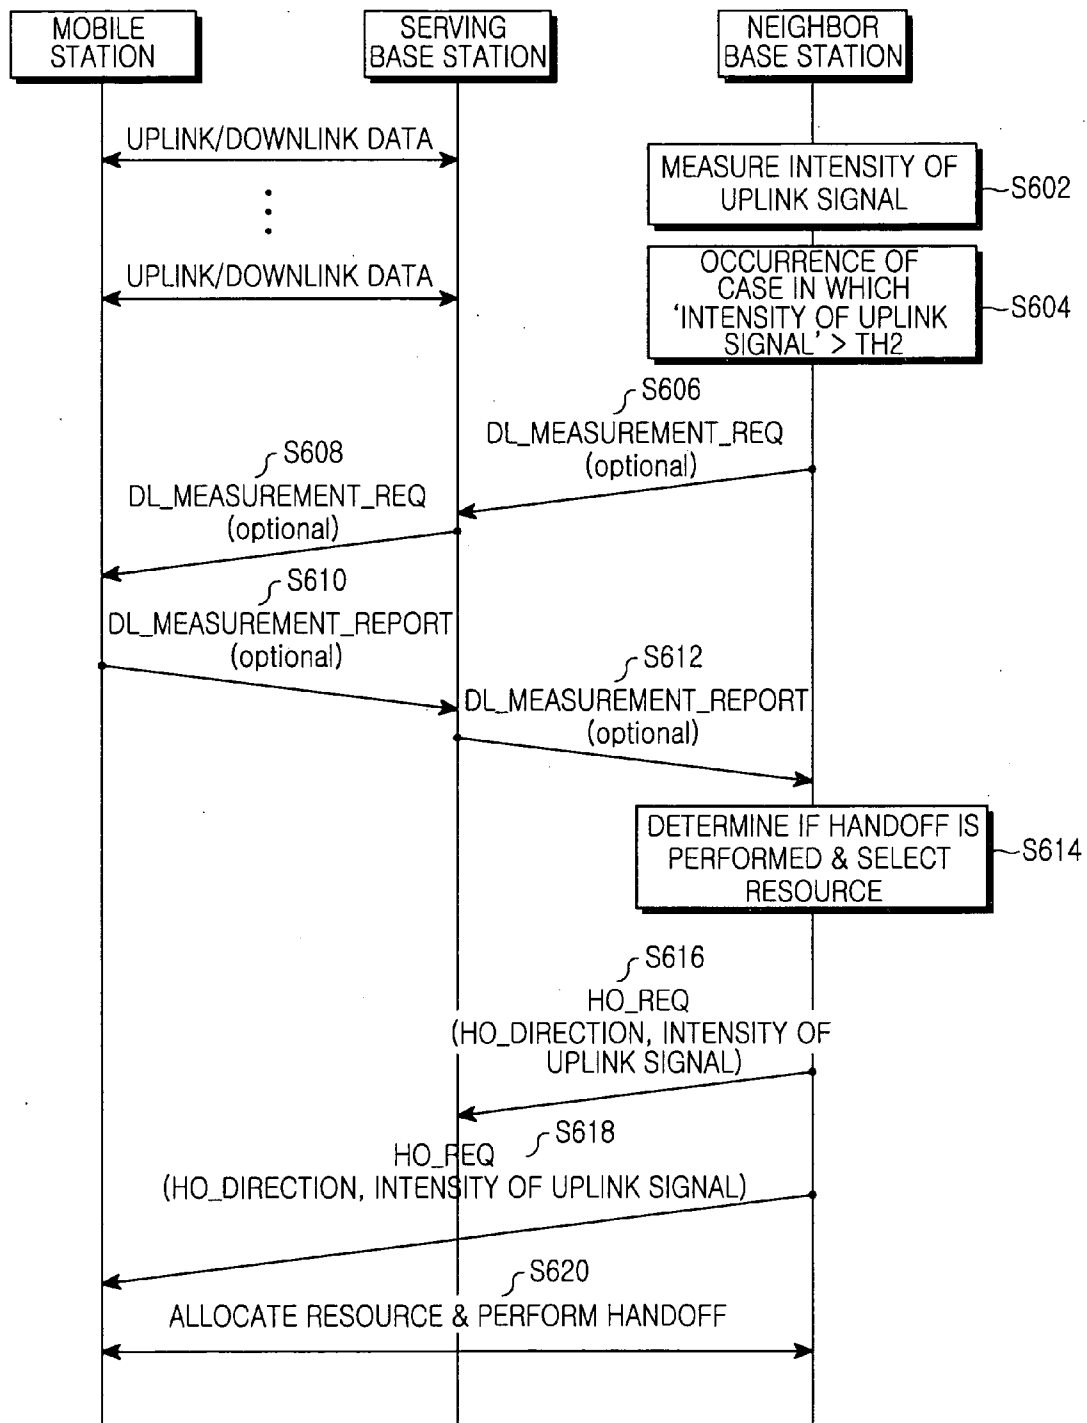 MOBILE
STATION
SERVING
BASE STATION
NEIGHBOR
BASE STATION
UPLINK/DOWNLINK DATA
MEASURE INTENSITY OF
UPLINK SIGNAL
S602
UPLINK/DOWNLINK DATA
OCCURRENCE OF
CASE IN WHICH
'INTENSITY OF UPLINK
SIGNAL' > TH2
S604
S606
DL_MEASUREMENT_REQ
(optional)
S608
DL_MEASUREMENT_REQ
(optional)
S610
DL_MEASUREMENT_REPORT
(optional)
S612
DL_MEASUREMENT_REPORT
(optional)
DETERMINE IF HANDOFF IS
PERFORMED & SELECT
RESOURCE
S614
S616
HO_REQ
(HO_DIRECTION, INTENSITY OF
UPLINK SIGNAL)
S618
HO_REQ
(HO_DIRECTION, INTENSITY OF UPLINK SIGNAL)
S620
ALLOCATE RESOURCE & PERFORM HANDOFF